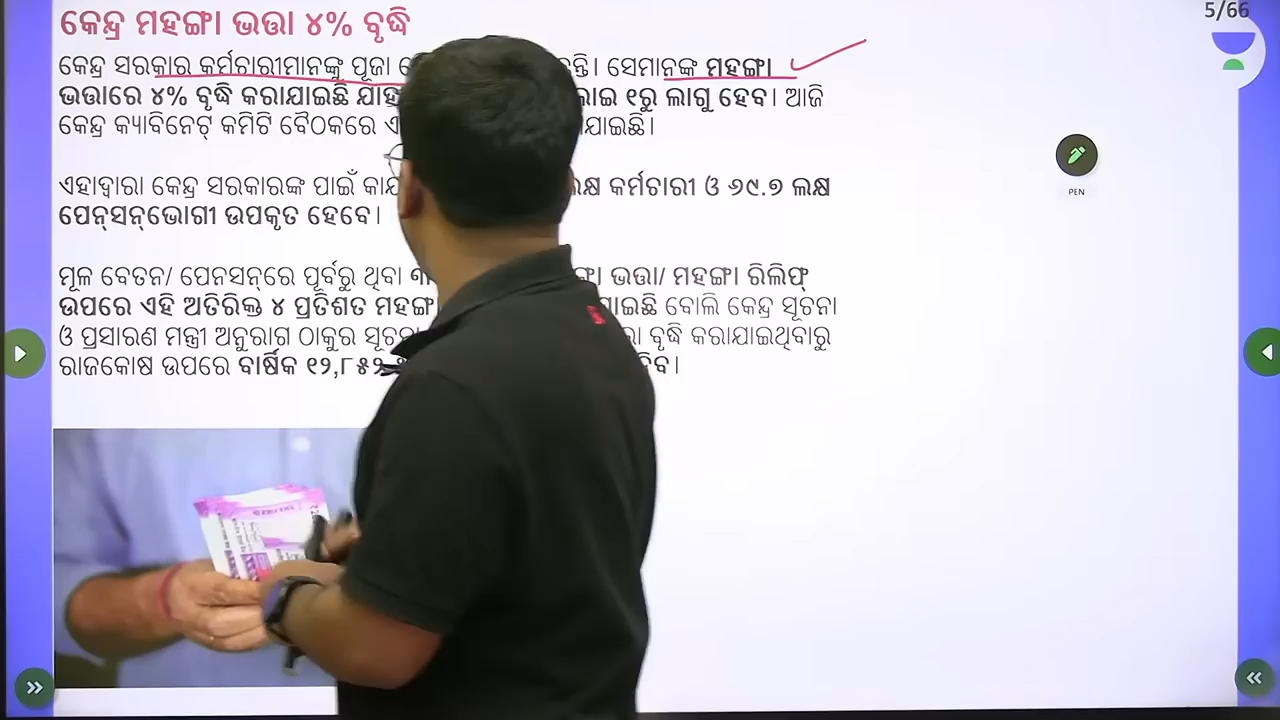 5/66
କେନ୍ଦ୍ର ମହଙ୍ଗା ଭତ୍ତା ୪% ବୃଦ୍ଧି
କେନ୍ଦ୍ର ସରକାର କର୍ମଚାରୀମାନଙ୍କୁ ପୂଜା ସେମାନଙ୍କ ମହଙ୍ଗା
ଭତ୍ତାରେ ୪% ବୃଦ୍ଧି କରାଯାଇଛି ୧ରୁ ଲାଗୁ ହେବ। ଆଜି
କେନ୍ଦ୍ର କ୍ୟାବିନେଟ୍ କମିଟି ବୈଠକରେ
PEN
ଏହାଦ୍ୱାରା କେନ୍ଦ୍ର ସରକାରଙ୍କ ପାଇଁ କର୍ମଚାରୀ ଓ ୬୯.୭ ଲକ୍ଷ
ପେନ୍‌ସନ୍‌ଭୋଗୀ ଉପକୃତ ହେବେ।
ମୂଳ ବେତନ/ ପେନସନ୍‌ରେ ପୂର୍ବରୁ ଥିବା ଭତ୍ତା/ ମହଙ୍ଗା ରିଲିଫ୍
ଉପରେ ଏହି ଅତିରିକ୍ତ ୪ ପ୍ରତିଶତ ମହଙ୍ଗା ବୋଲି କେନ୍ଦ୍ର ସୂଚନା
ଓ ପ୍ରସାରଣ ମନ୍ତ୍ରୀ ଅନୁରାଗ ଠାକୁର ବୃଦ୍ଧି କରାଯାଇଥିବାରୁ
ରାଜକୋଷ ଉପରେ ବାର୍ଷିକ ୧୨,୮୫୨